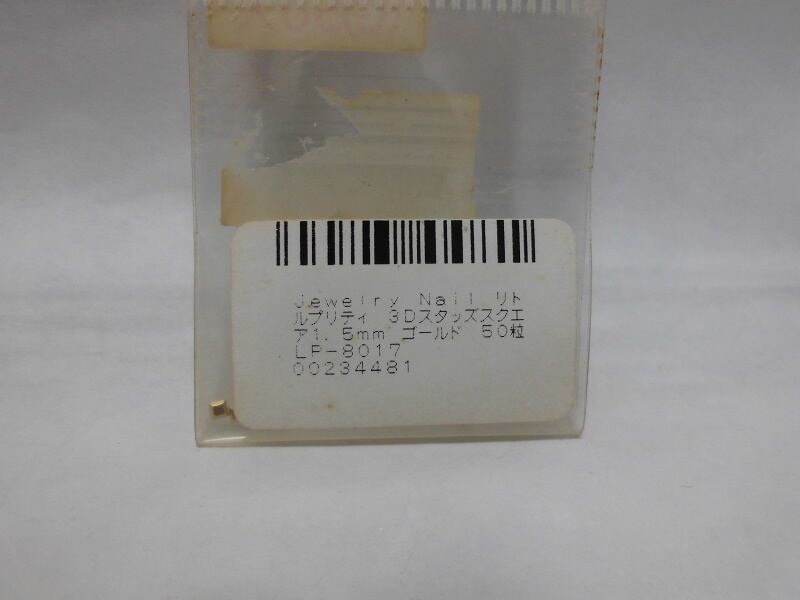 Jewelry Nail リト
ルプリティ 3Dスタッズスクエ
ア1.5mm ゴールド 50粒
LP-8017
00234481